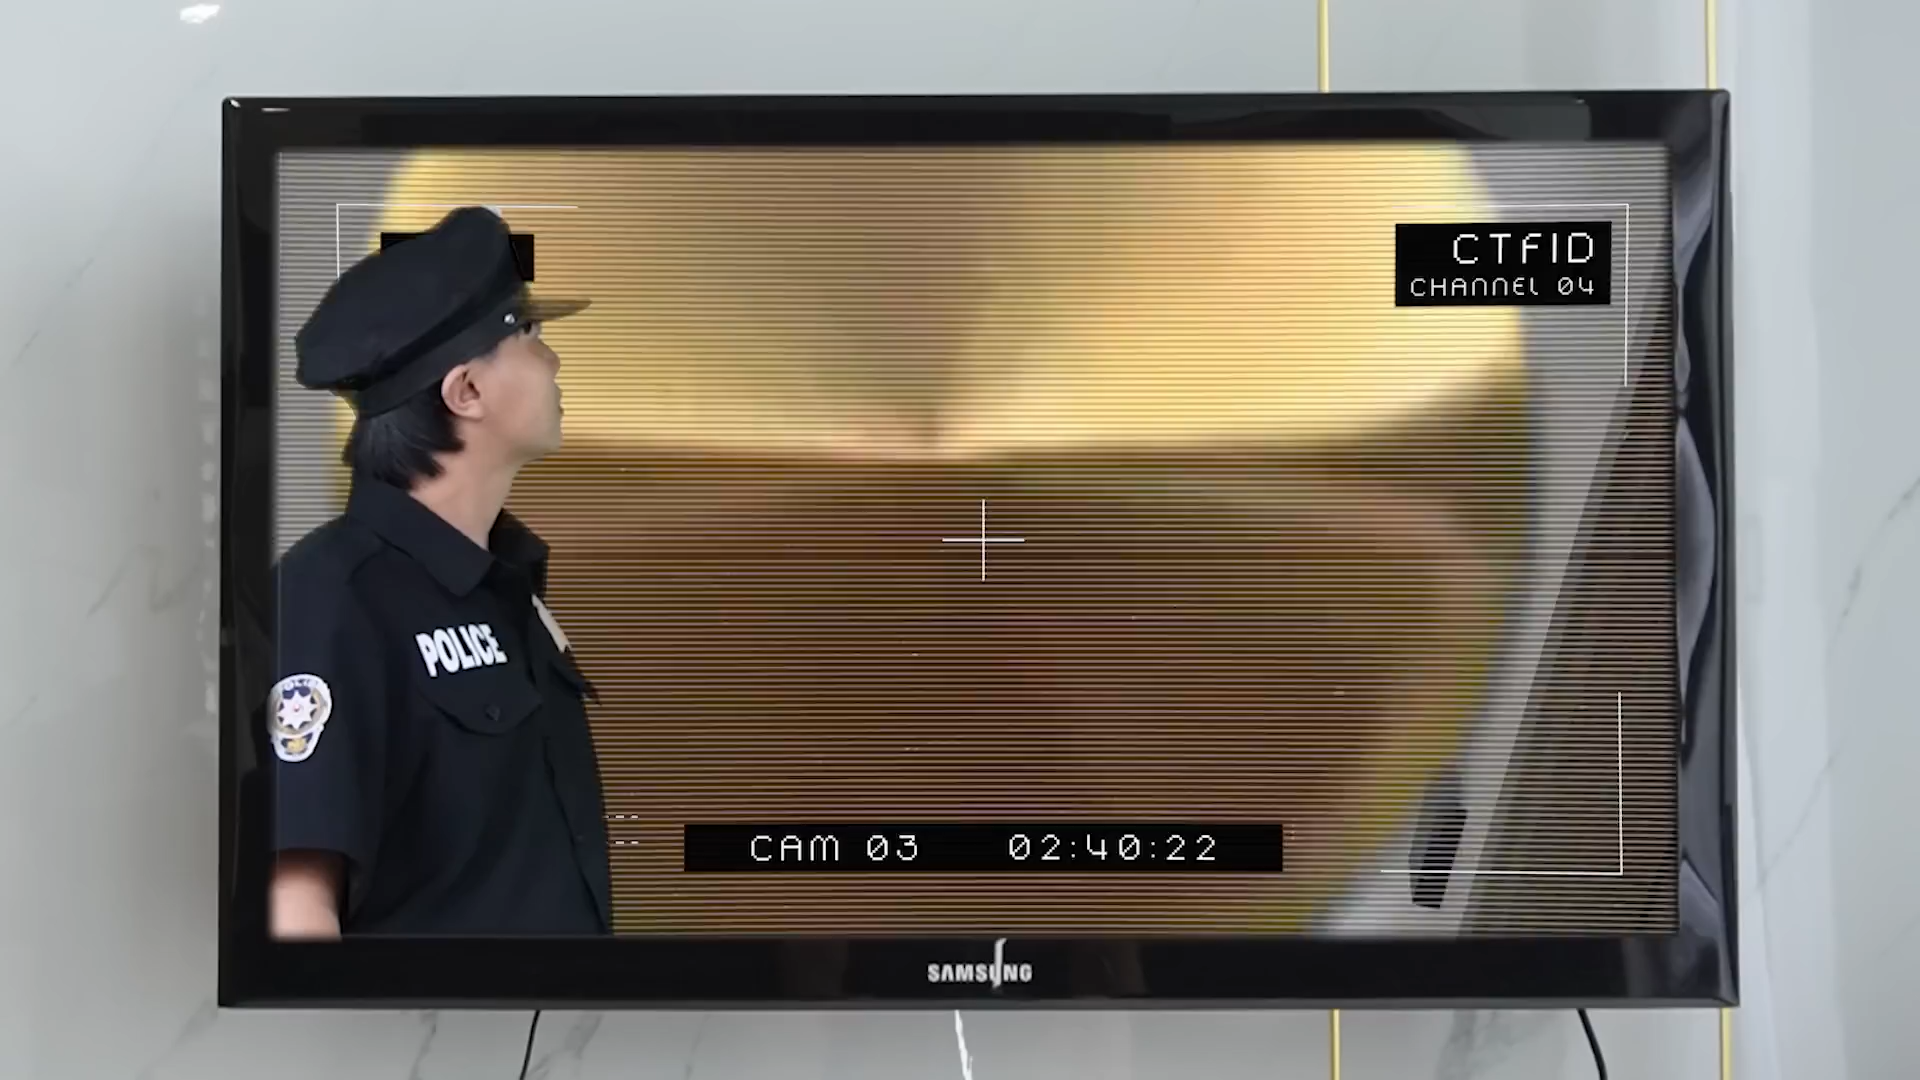 CTFID
CHANNEL 04
POLICE
CAM 03 02:40:22
SAMSUNG